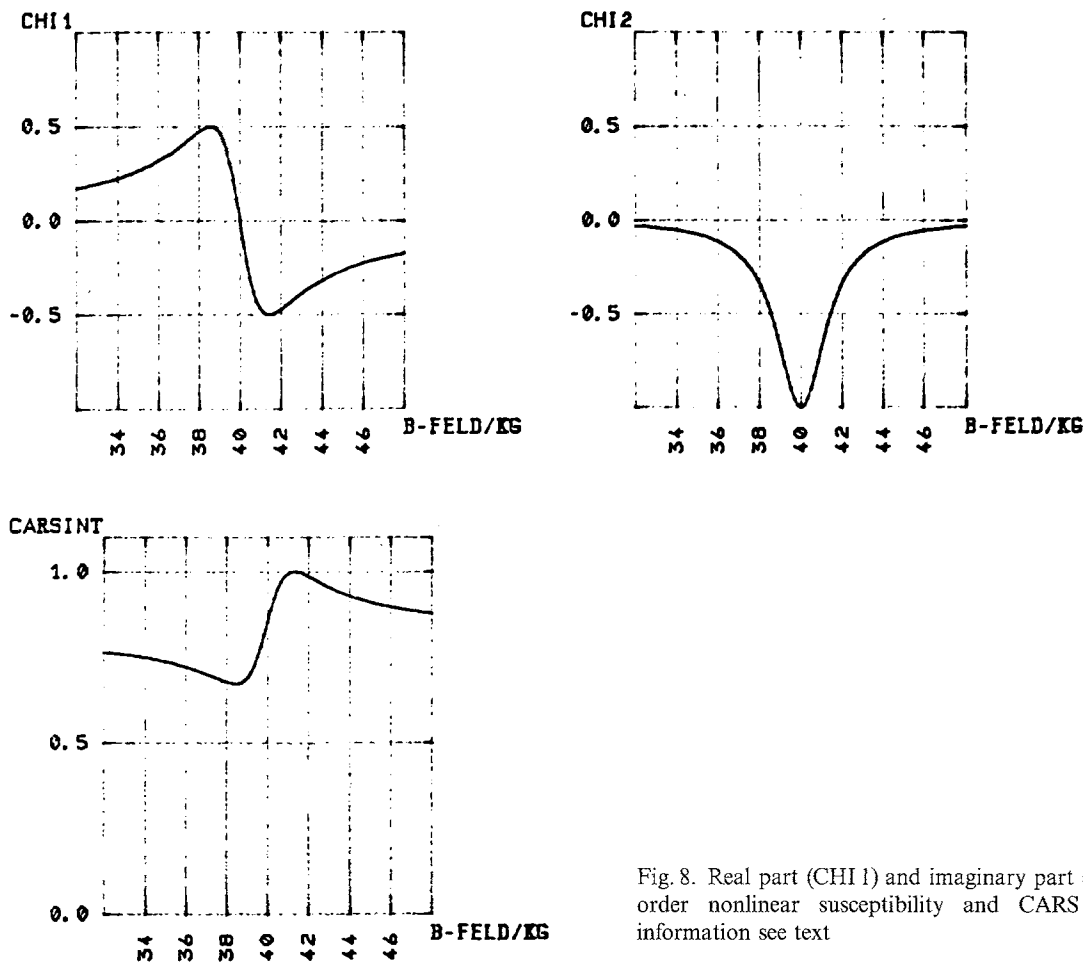 CHI1
0.5
0.0
-0.5
34 36 38 40 42 44 46
B-FELD/KG
CHI2
0.5
0.0
-0.5
34 36 38 40 42 44 46
B-FELD/KG
CARSINT
1.0
0.5
0.0
34 36 38 40 42 44 46
B-FELD/KG
Fig. 8. Real part (CHI 1) and imaginary part
order nonlinear susceptibility and CARS
information see text